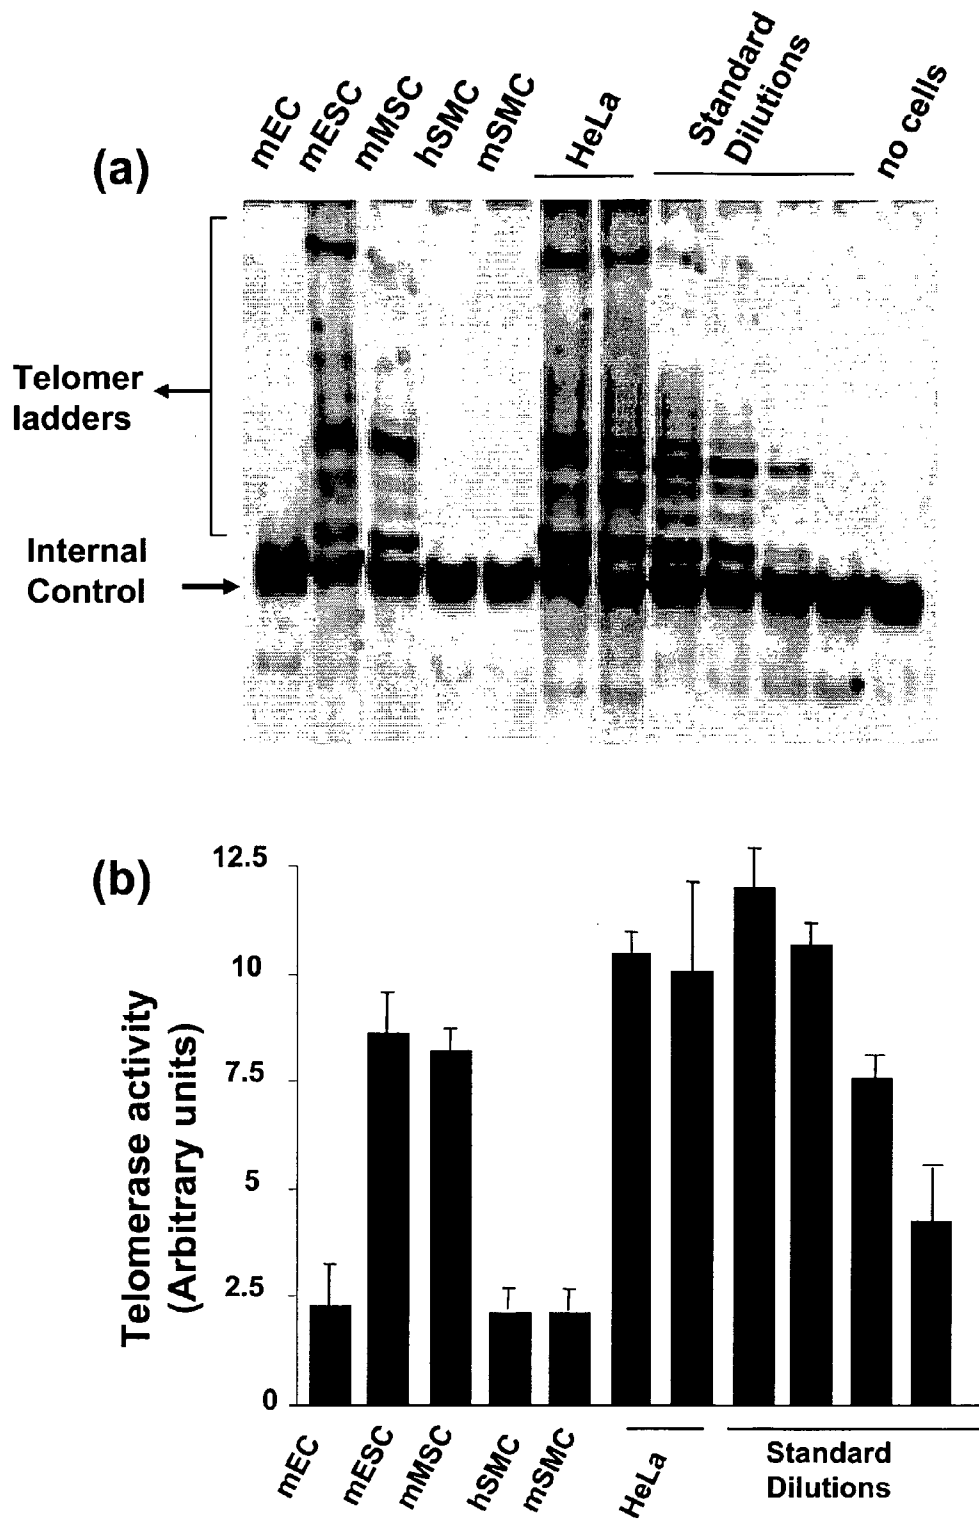 (a)
mEC
mESC
mMSC
hSMC
mSMC
HeLa
Standard
Dilutions
no cells
Telomer
ladders
Internal
Control
(b)
Telomerase activity
(Arbitrary units)
12.5
10
7.5
5
2.5
0
mEC
mESC
mMSC
hSMC
mSMC
HeLa
Standard
Dilutions